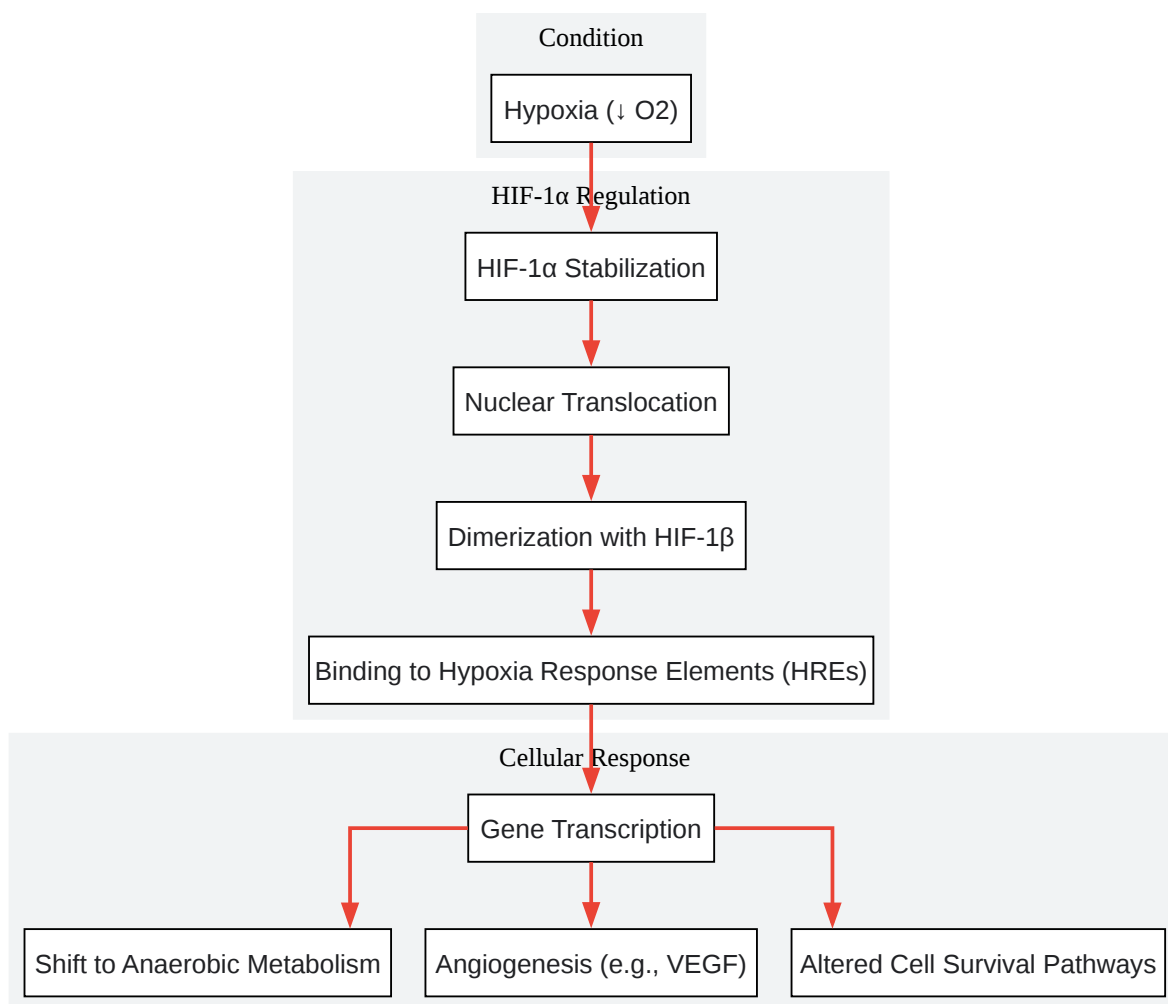 Condition
Hypoxia (↓ O2)
HIF-1α Regulation
HIF-1α Stabilization
Nuclear Translocation
Dimerization with HIF-1β
Binding to Hypoxia Response Elements (HREs)
Cellular Response
Gene Transcription
Shift to Anaerobic Metabolism
Angiogenesis (e.g., VEGF)
Altered Cell Survival Pathways